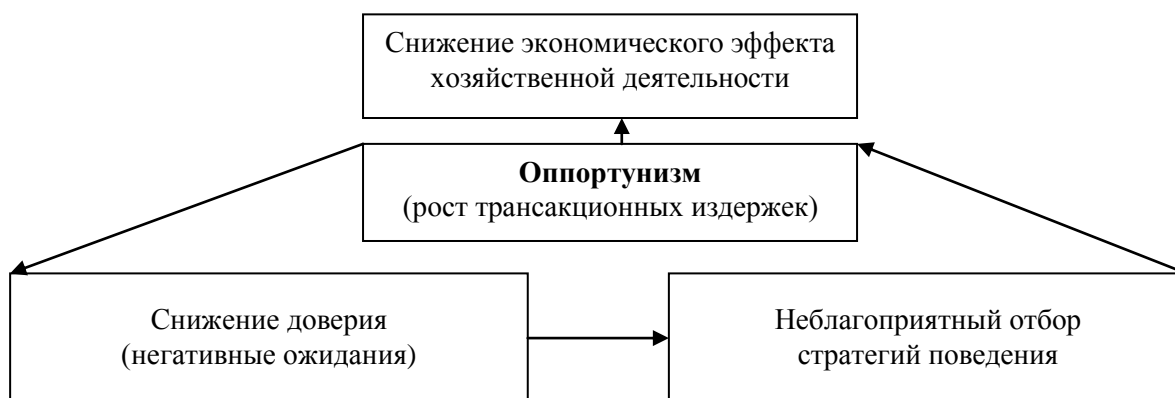 Снижение экономического эффекта
хозяйственной деятельности
Оппортунизм
(рост трансакционных издержек)
Снижение доверия
(негативные ожидания)
Неблагоприятный отбор
стратегий поведения